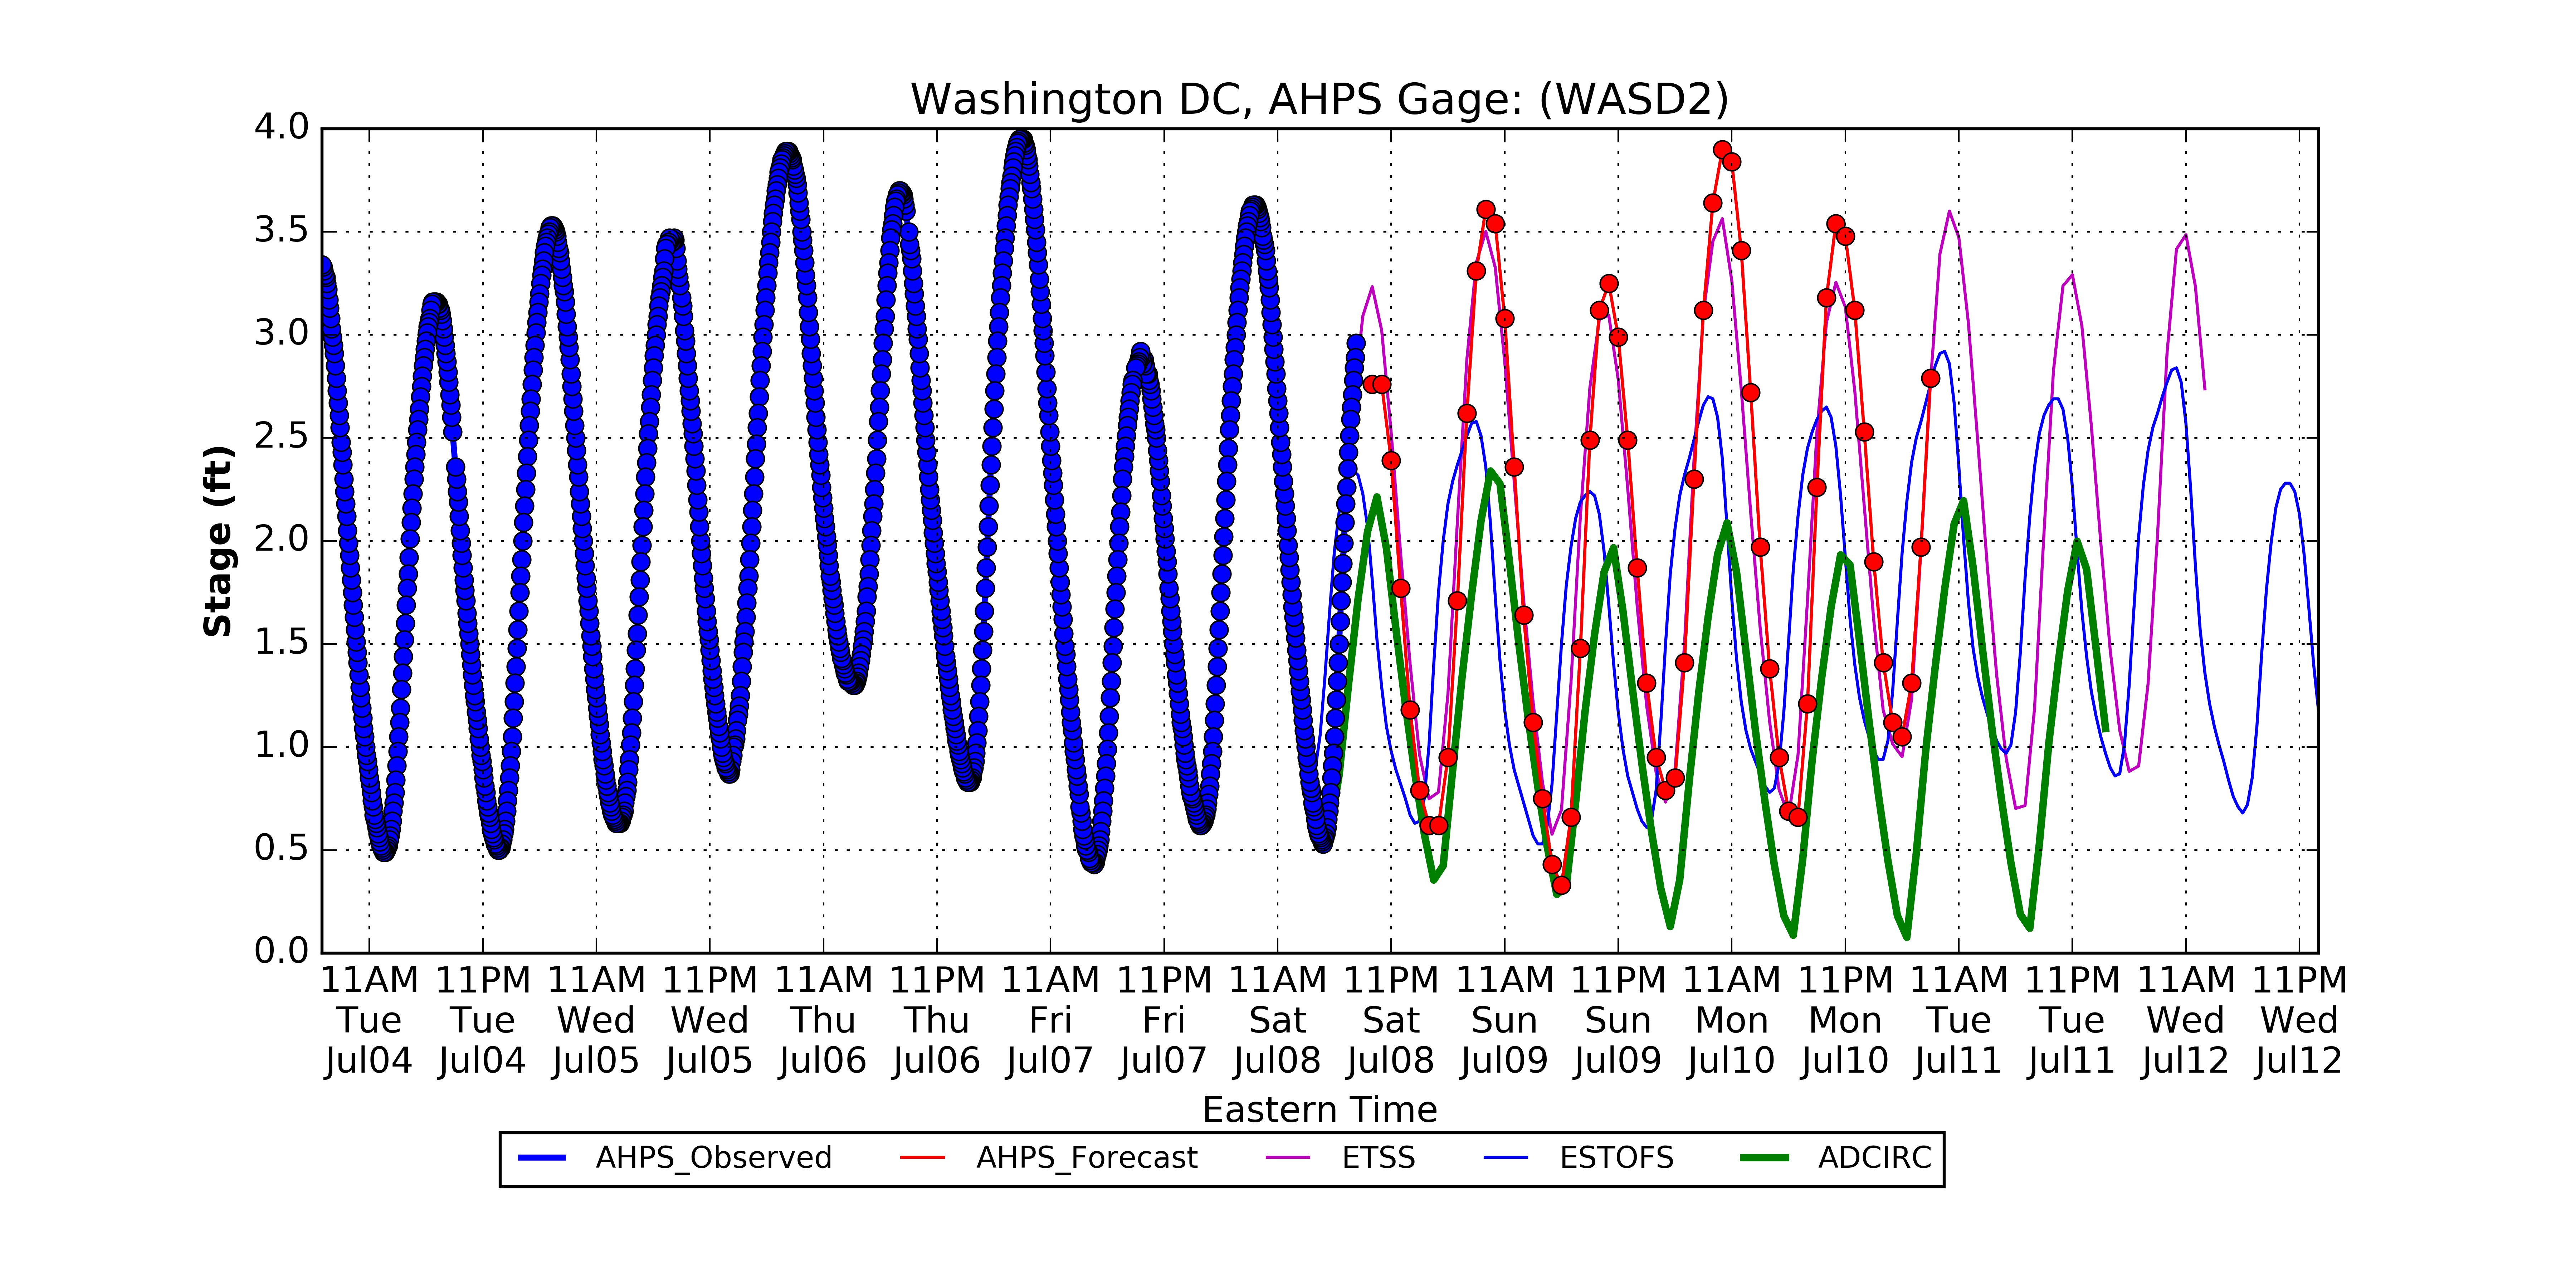 Washington DC, AHPS Gage: (WASD2)
4.0
3.5
3.0
2.5
2.0
1.5
1.0
0.5
0.0
Stage (ft)
11AM 11PM 11AM 11PM 11AM 11PM 11AM 11PM 11AM 11PM 11AM 11PM 11AM 11PM 11AM 11PM 11AM 11PM
Tue Tue Wed Wed Thu Thu Fri Fri Sat Sat Sun Sun Mon Mon Tue Tue Wed Wed
Jul04 Jul04 Jul05 Jul05 Jul06 Jul06 Jul07 Jul07 Jul08 Jul08 Jul09 Jul09 Jul10 Jul10 Jul11 Jul11 Jul12 Jul12
Eastern Time
AHPS_Observed AHPS_Forecast ETSS ESTOFS ADCIRC